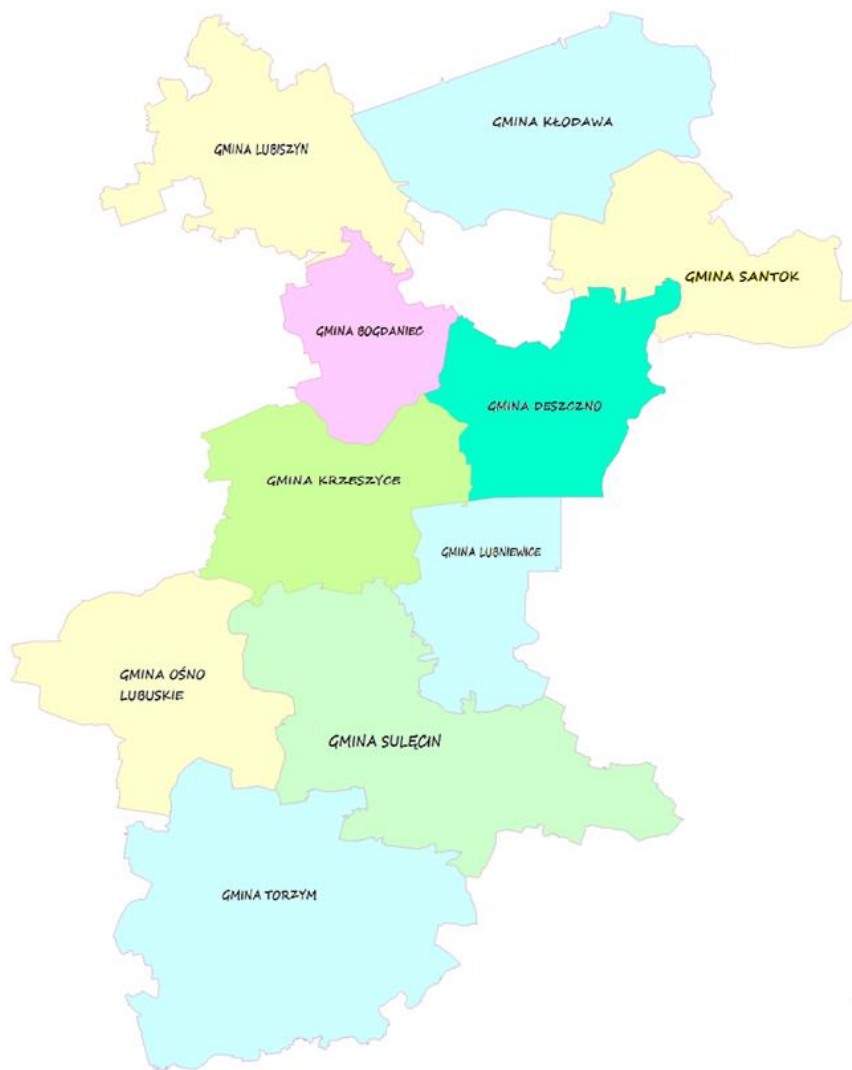 GMINA KŁODAWA
GMINA LUBISZYN
GMINA SANTOK
GMINA BOGDANIEC
GMINA DESZCZNO
GMINA KRZESZYCE
GMINA LUBNIEWICE
GMINA OŚNO
LUBUSKIE
GMINA SULĘCIN
GMINA TORZYM